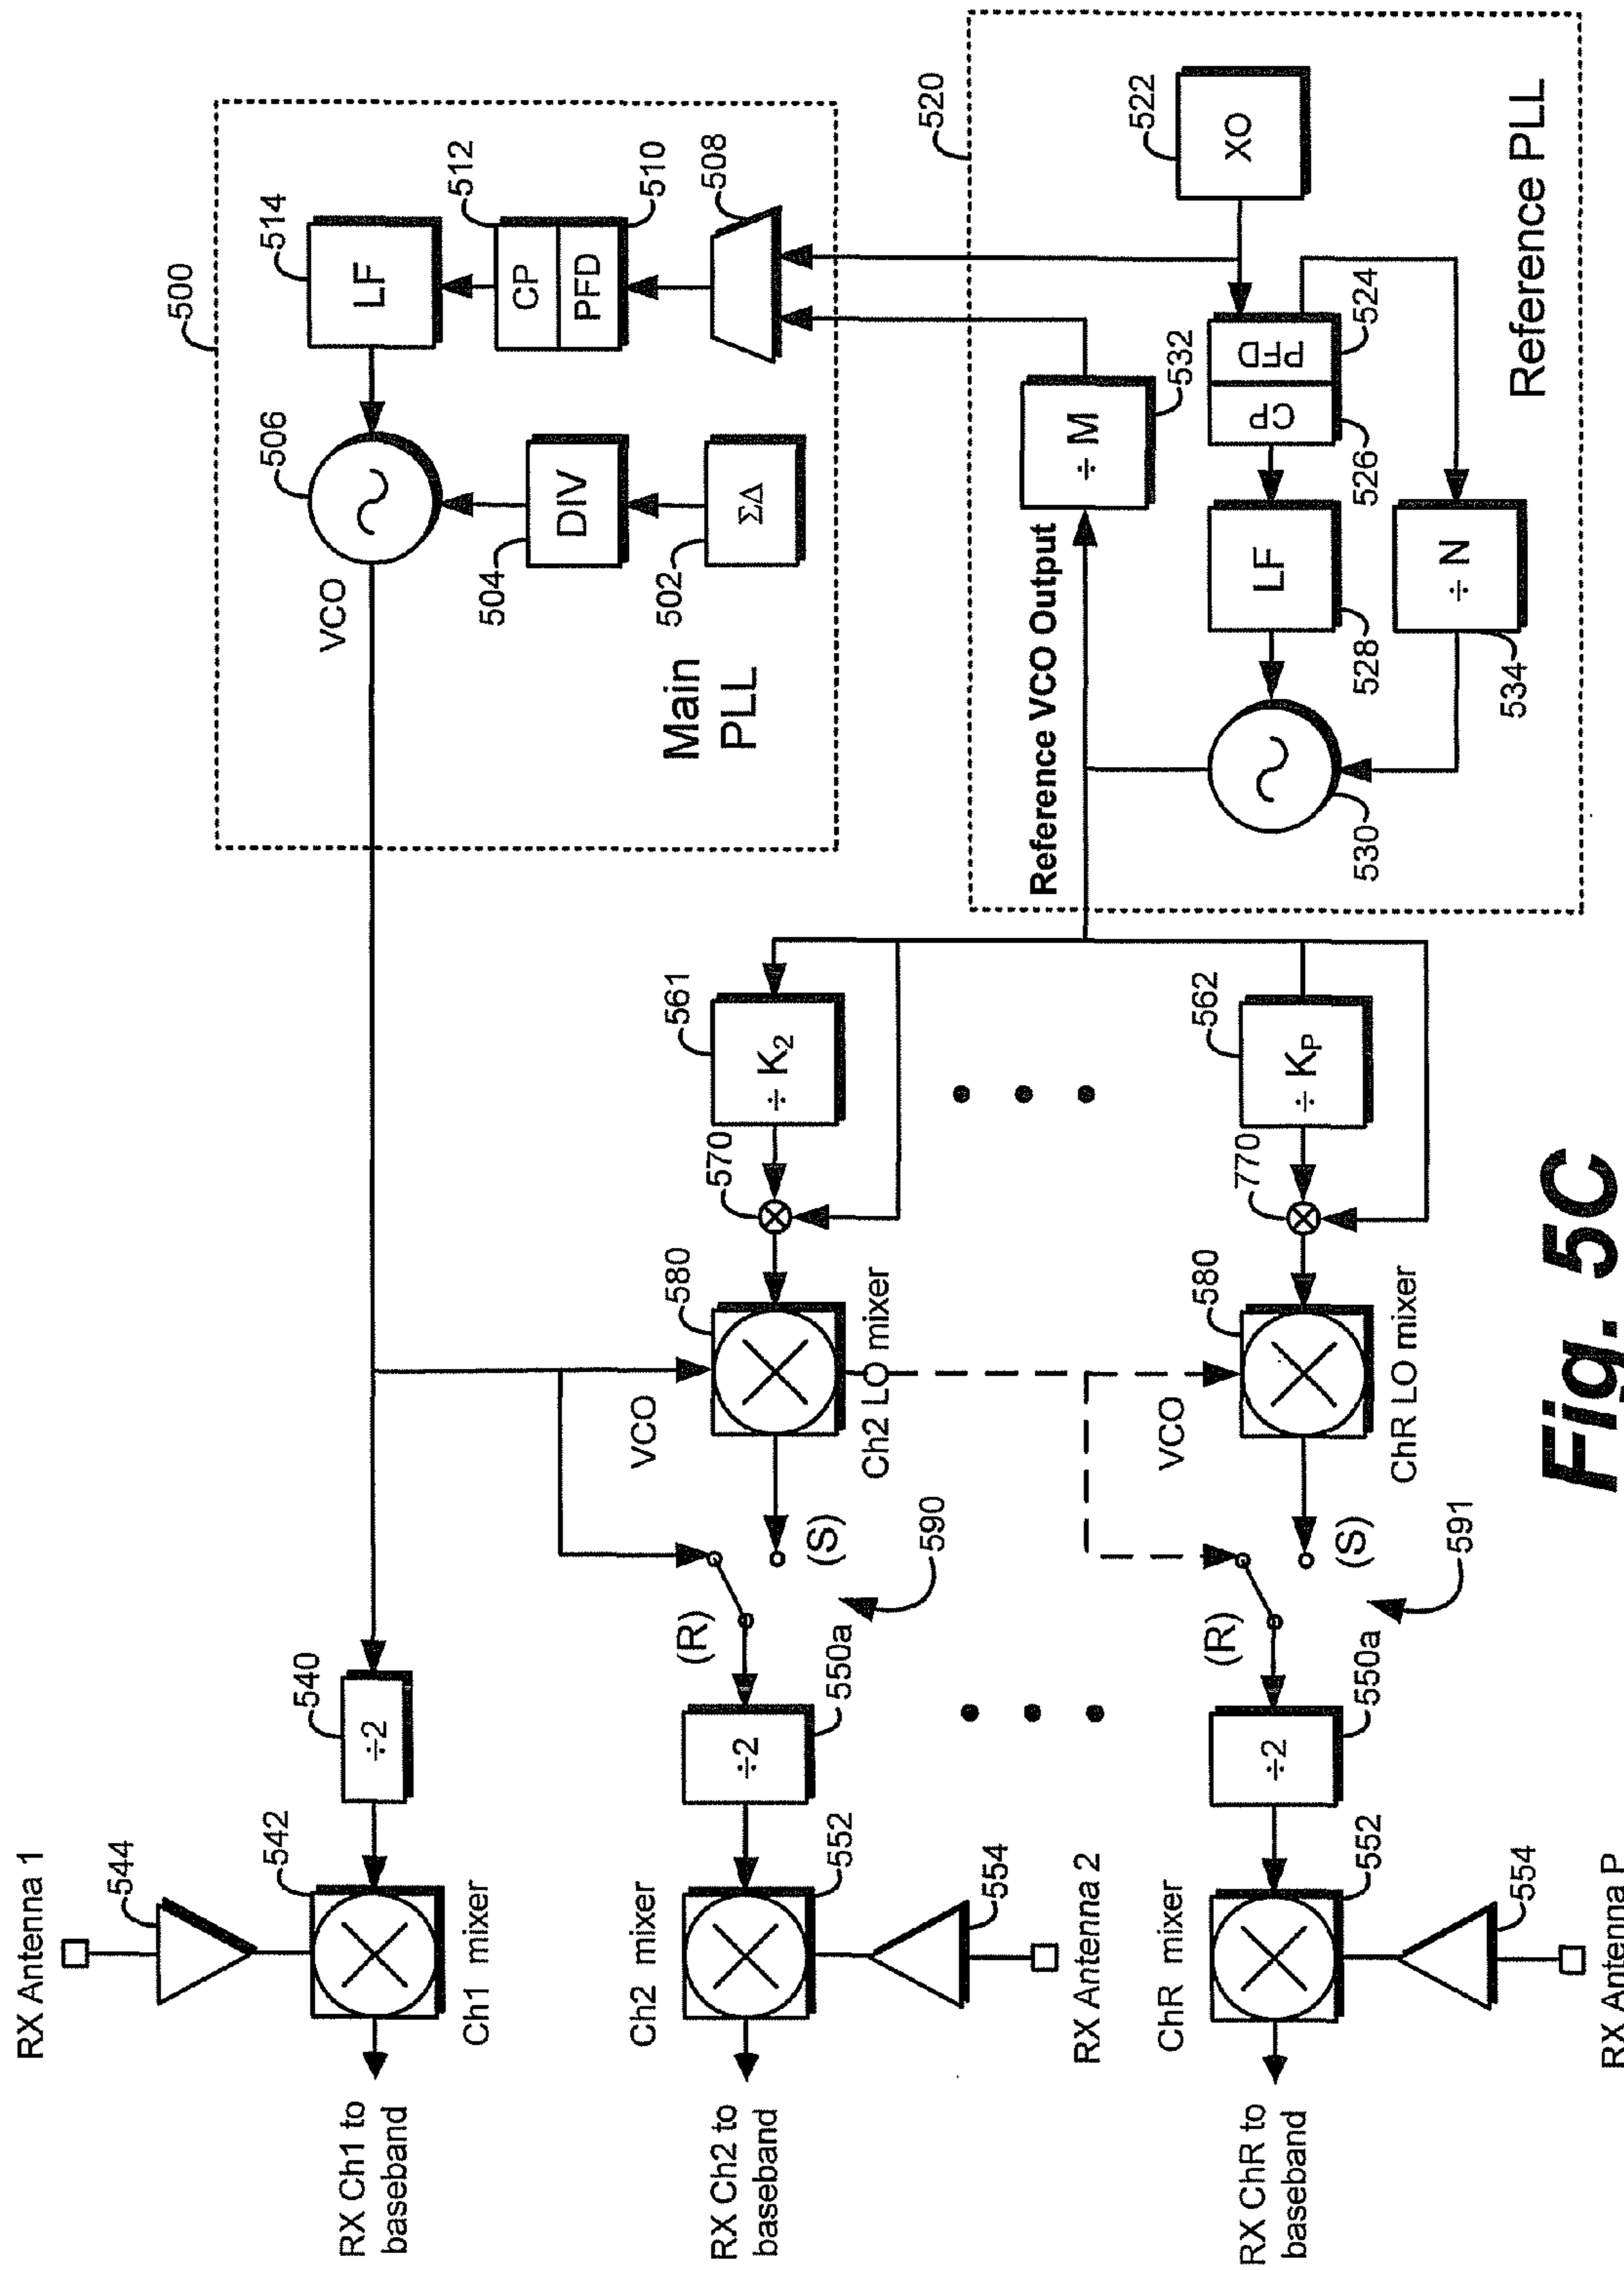 RX Antenna 1
544
542
Ch1 mixer
RX Ch1 to
baseband
540
÷2
VCO
506
500
514
LF
512
CP
PFD
510
508
DIV
504
ΣΔ
502
Main
PLL
Ch2 mixer
RX Ch2 to
baseband
552
554
RX Antenna 2
÷2
550a
(R)
(S)
590
VCO
580
Ch2 LO mixer
570
÷ K2
561
Reference VCO Output
÷ M
532
520
522
XO
PFD
524
CP
526
LF
528
530
÷ N
534
Reference PLL
ChR mixer
RX ChR to
baseband
552
554
RX Antenna P
÷2
550a
(R)
(S)
591
VCO
580
ChR LO mixer
770
÷ KP
562
Fig. 5C